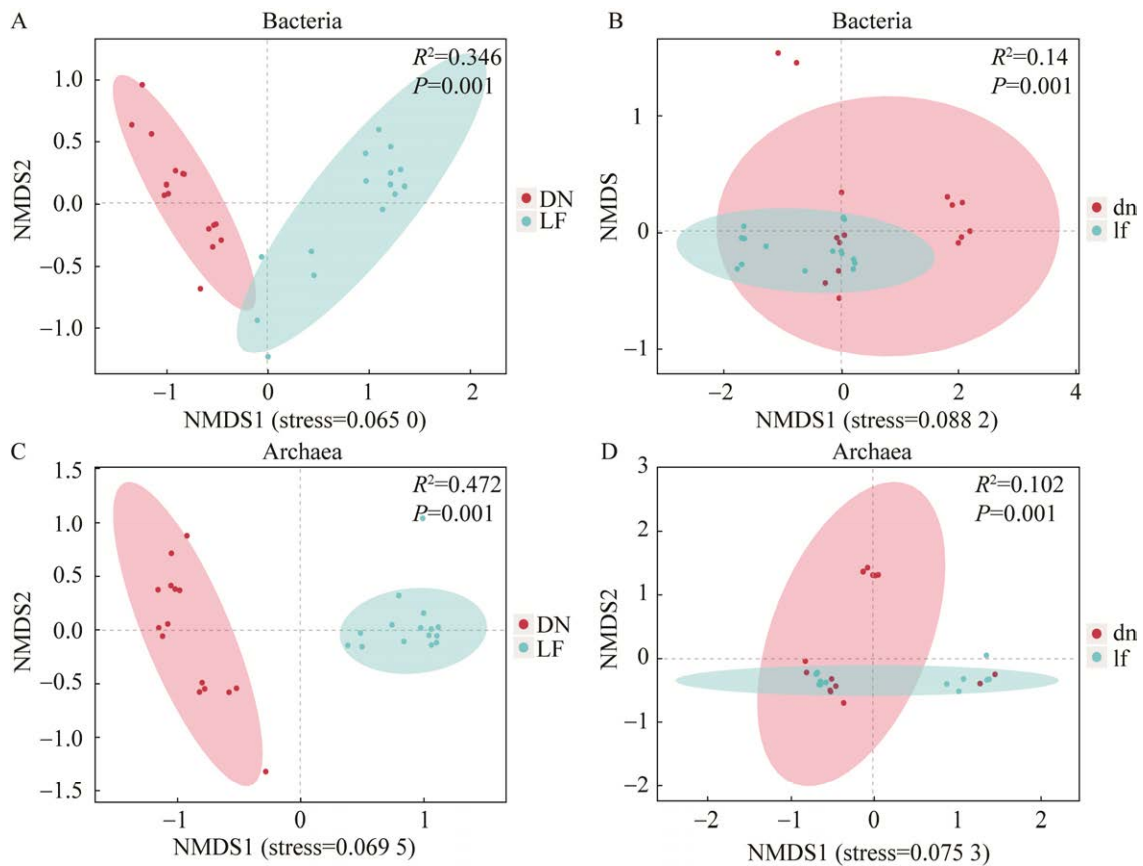 A
Bacteria
R²=0.346
P=0.001
1.0
0.5
0.0
−0.5
−1.0
NMDS2
−1
0
1
2
NMDS1 (stress=0.065 0)
DN
LF
B
Bacteria
R²=0.14
P=0.001
1
0
−1
NMDS
−2
0
2
4
NMDS1 (stress=0.088 2)
dn
lf
C
Archaea
R²=0.472
P=0.001
1.5
1.0
0.5
0.0
−0.5
−1.0
−1.5
NMDS2
−1
0
1
NMDS1 (stress=0.069 5)
DN
LF
D
Archaea
R²=0.102
P=0.001
3
2
1
0
−1
−2
NMDS2
−2
−1
0
1
2
NMDS1 (stress=0.075 3)
dn
lf